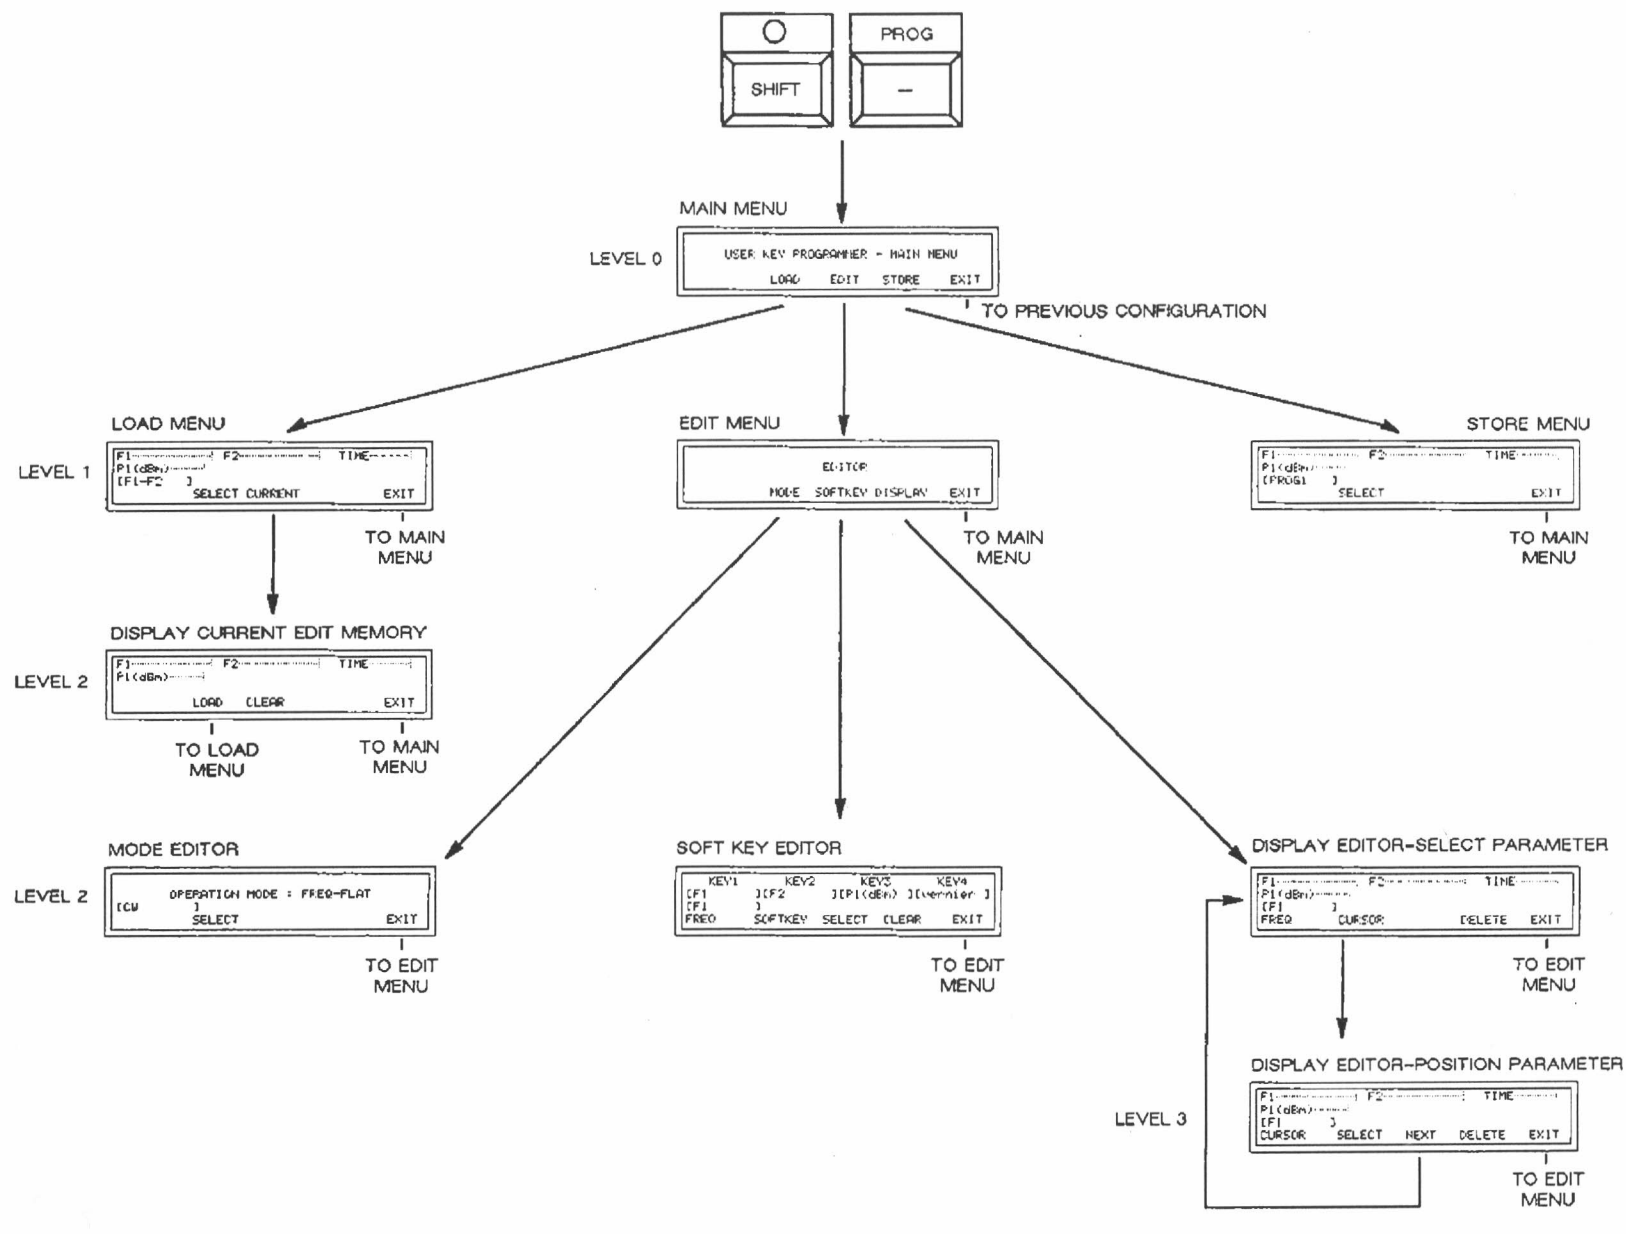 PROG
SHIFT
–
MAIN MENU
LEVEL 0
USER KEY PROGRAMMER - MAIN MENU
LOAD EDIT STORE EXIT
TO PREVIOUS CONFIGURATION
LOAD MENU
LEVEL 1
F1 F2 TIME
P1(dBm)
[F1-F2 ]
SELECT CURRENT EXIT
TO MAIN
MENU
EDIT MENU
EDITOR
MODE SOFTKEY DISPLAY EXIT
TO MAIN
MENU
STORE MENU
F1 F2 TIME
P1(dBm)
[PROG1 ]
SELECT EXIT
TO MAIN
MENU
DISPLAY CURRENT EDIT MEMORY
LEVEL 2
F1 F2 TIME
P1(dBm)
LOAD CLEAR EXIT
TO LOAD
MENU
TO MAIN
MENU
MODE EDITOR
LEVEL 2
OPERATION MODE : FREQ-FLAT
[CW ]
SELECT EXIT
TO EDIT
MENU
SOFT KEY EDITOR
KEY1 KEY2 KEY3 KEY4
[F1 ][F2 ][P1(dBm) ][vernier ]
[F1 ]
FREQ SOFTKEY SELECT CLEAR EXIT
TO EDIT
MENU
DISPLAY EDITOR-SELECT PARAMETER
F1 F2 TIME
P1(dBm)
[F1 ]
FREQ CURSOR DELETE EXIT
TO EDIT
MENU
DISPLAY EDITOR-POSITION PARAMETER
LEVEL 3
F1 F2 TIME
P1(dBm)
[F1 ]
CURSOR SELECT NEXT DELETE EXIT
TO EDIT
MENU